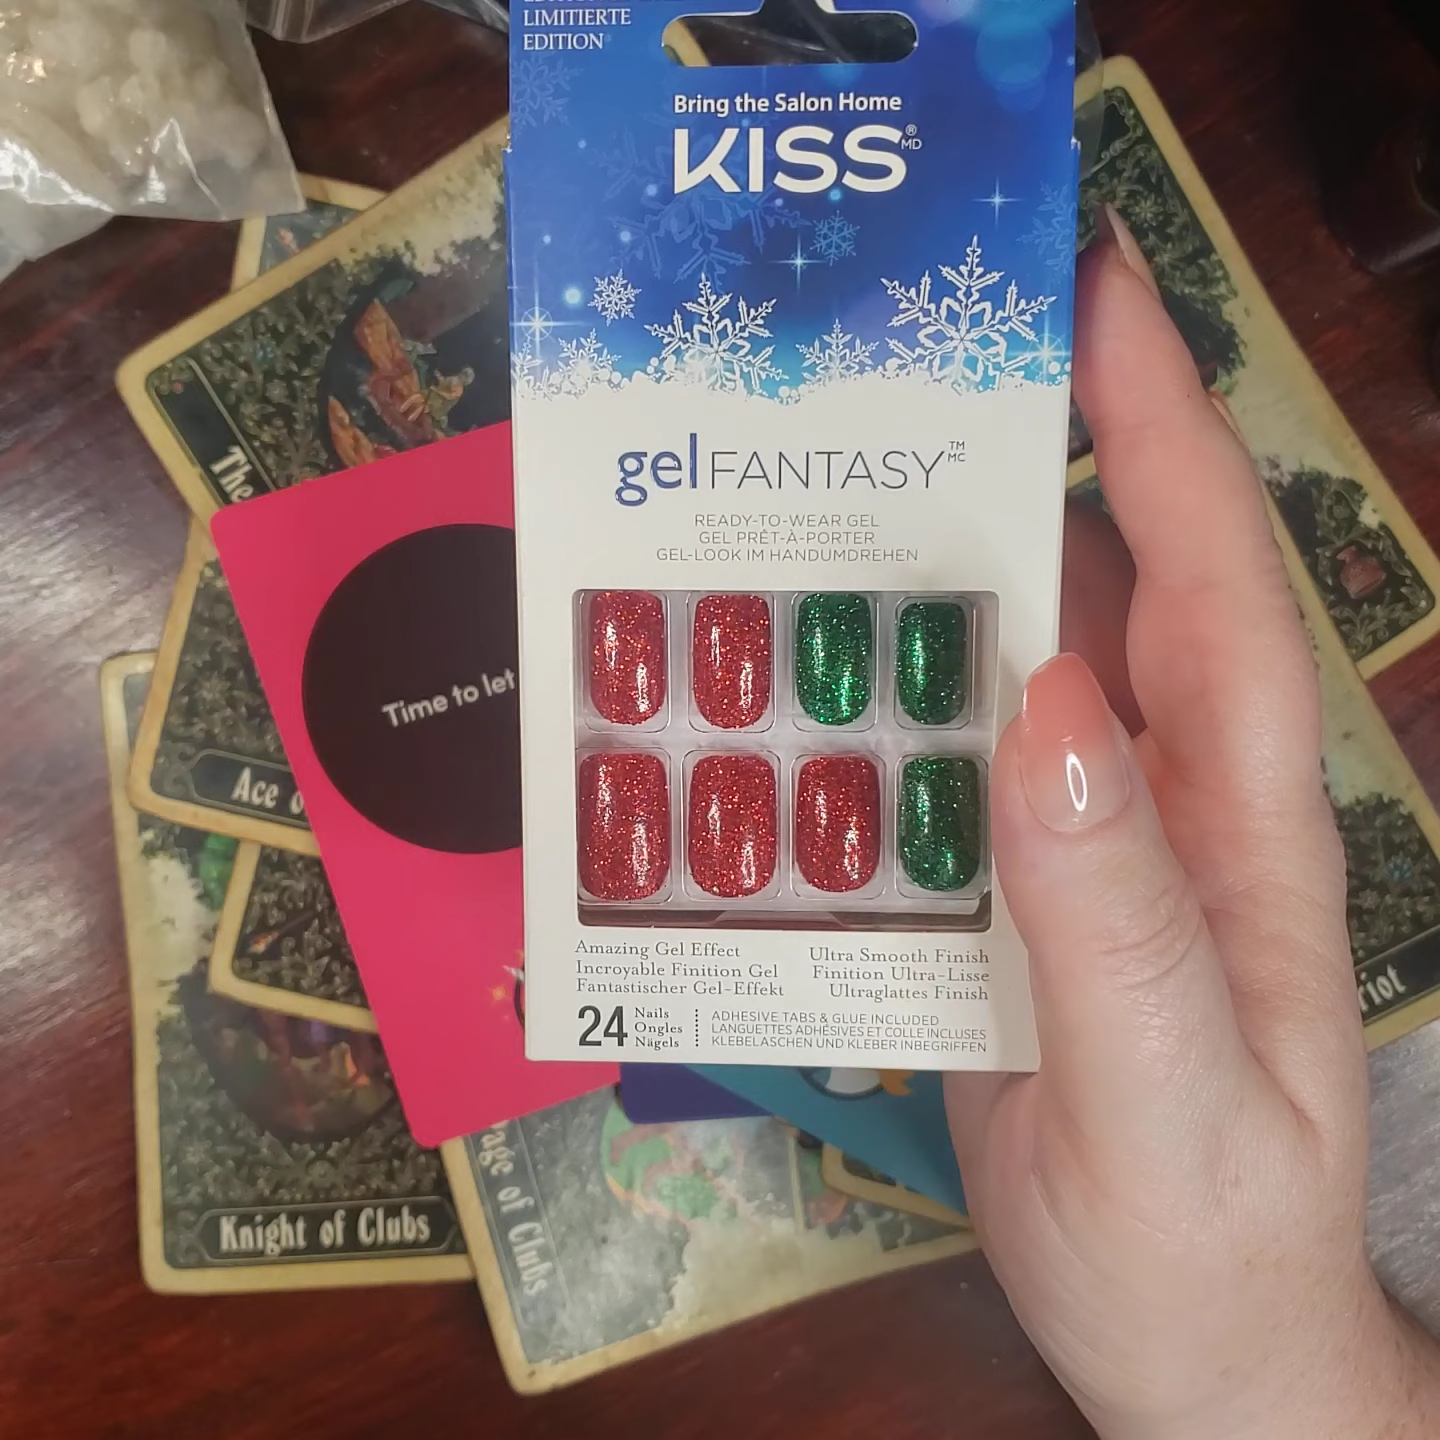 LIMITIERTE
EDITION
Bring the Salon Home
KISS® MD
gel FANTASY™ MC
READY-TO-WEAR GEL
GEL PRÊT-À-PORTER
GEL-LOOK IM HANDUMDREHEN
Amazing Gel Effect
Incroyable Finition Gel
Fantastischer Gel-Effekt
Ultra Smooth Finish
Finition Ultra-Lisse
Ultraglattes Finish
24 Nails
Ongles
Nägels
ADHESIVE TABS & GLUE INCLUDED
LANGUETTES ADHÉSIVES ET COLLE INCLUSES
KLEBELASCHEN UND KLEBER INBEGRIFFEN
The
Time to let
Ace
Knight of Clubs
Page of Clubs
riot